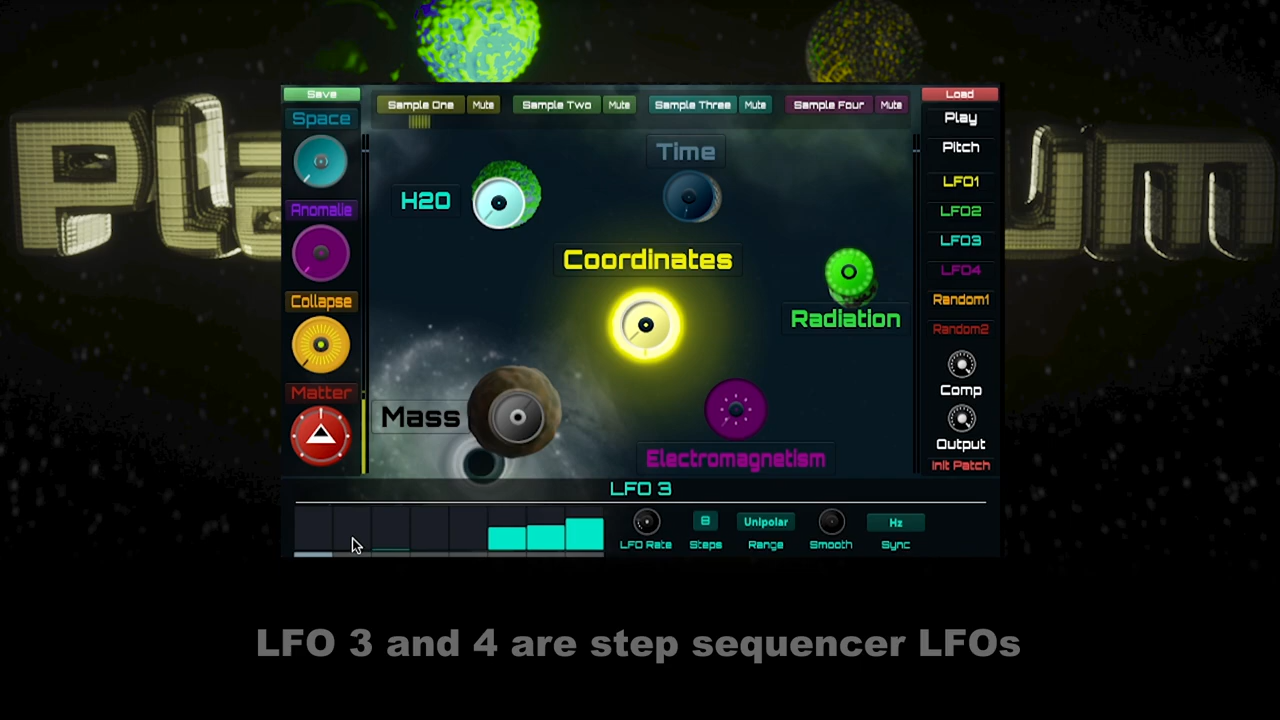 Save
Sample One
Mute
Sample Two
Mute
Sample Three
Mute
Sample Four
Mute
Load
Space
Anomalie
Collapse
Matter
H2O
Time
Coordinates
Radiation
Mass
Electromagnetism
Play
Pitch
LFO1
LFO2
LFO3
LFO4
Random1
Random2
Comp
Output
Init Patch
LFO 3
LFO Rate
8
Steps
Unipolar
Range
Smooth
Hz
Sync
LFO 3 and 4 are step sequencer LFOs